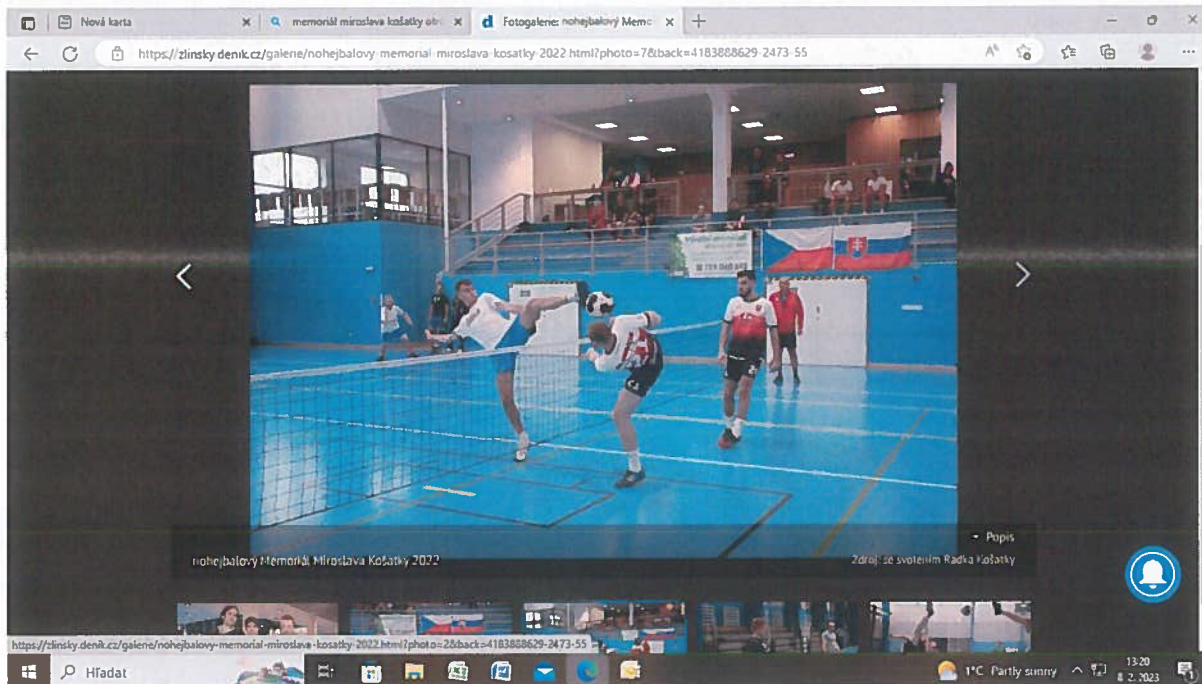 Nová karta
memoriál miroslava košatky obr
Fotogalerie: nohejbalový Memo
https://zlinsky.denik.cz/galerie/nohejbalovy-memorial-miroslava-kosatky-2022.html?photo=7&back=4183888629-2473-55
Popis
nohejbalový Memoriál Miroslava Košatky 2022
Zdroj: se svolením Radka Košatky
https://zlinsky.denik.cz/galerie/nohejbalovy-memorial-miroslava-kosatky-2022.html?photo=2&back=4183888629-2473-55
Hľadat
1°C Partly sunny
13:20
8. 2. 2023